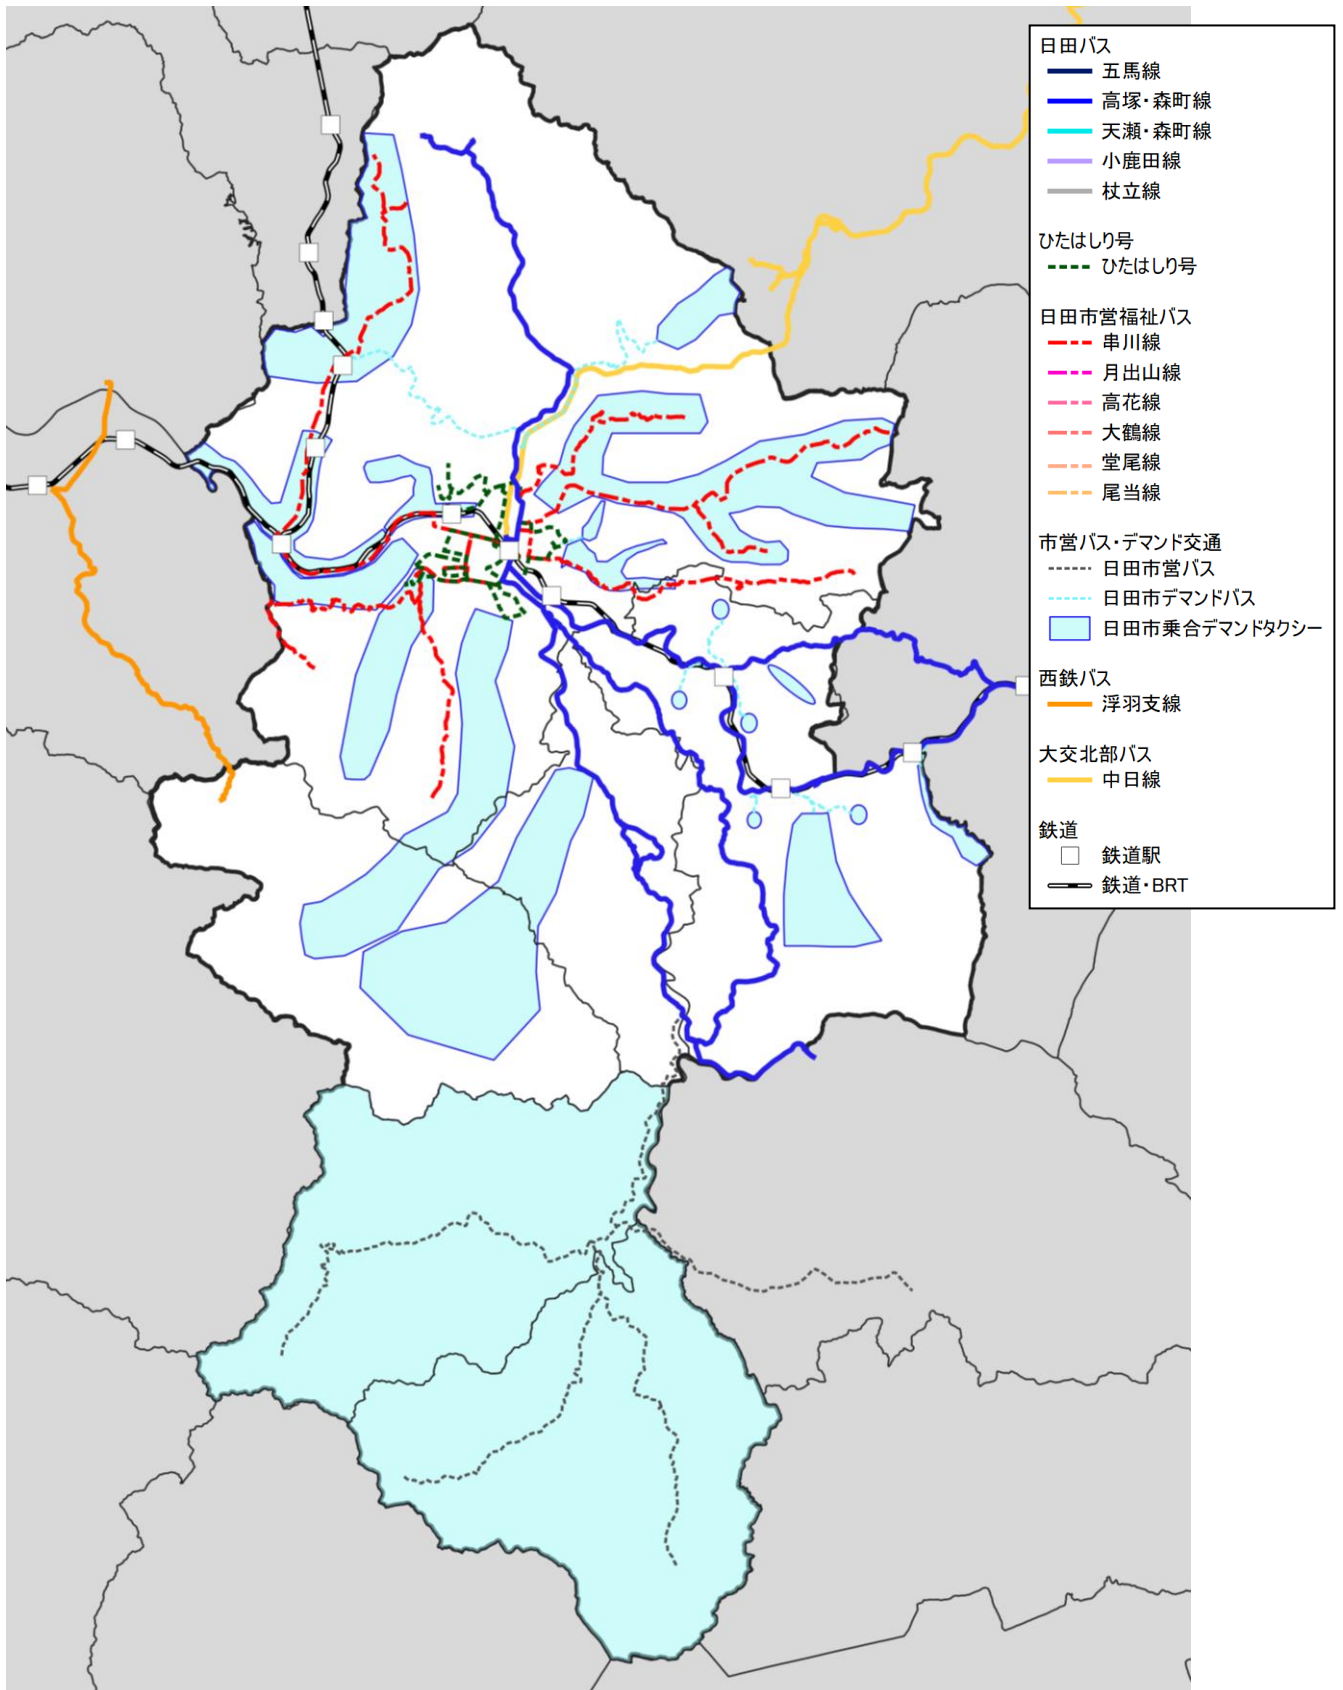 日田バス
五馬線
高塚・森町線
天瀬・森町線
小鹿田線
杖立線
ひたはしり号
ひたはしり号
日田市営福祉バス
串川線
月出山線
高花線
大鶴線
堂尾線
尾当線
市営バス・デマンド交通
日田市営バス
日田市デマンドバス
日田市乗合デマンドタクシー
西鉄バス
浮羽支線
大交北部バス
中日線
鉄道
鉄道駅
鉄道・BRT